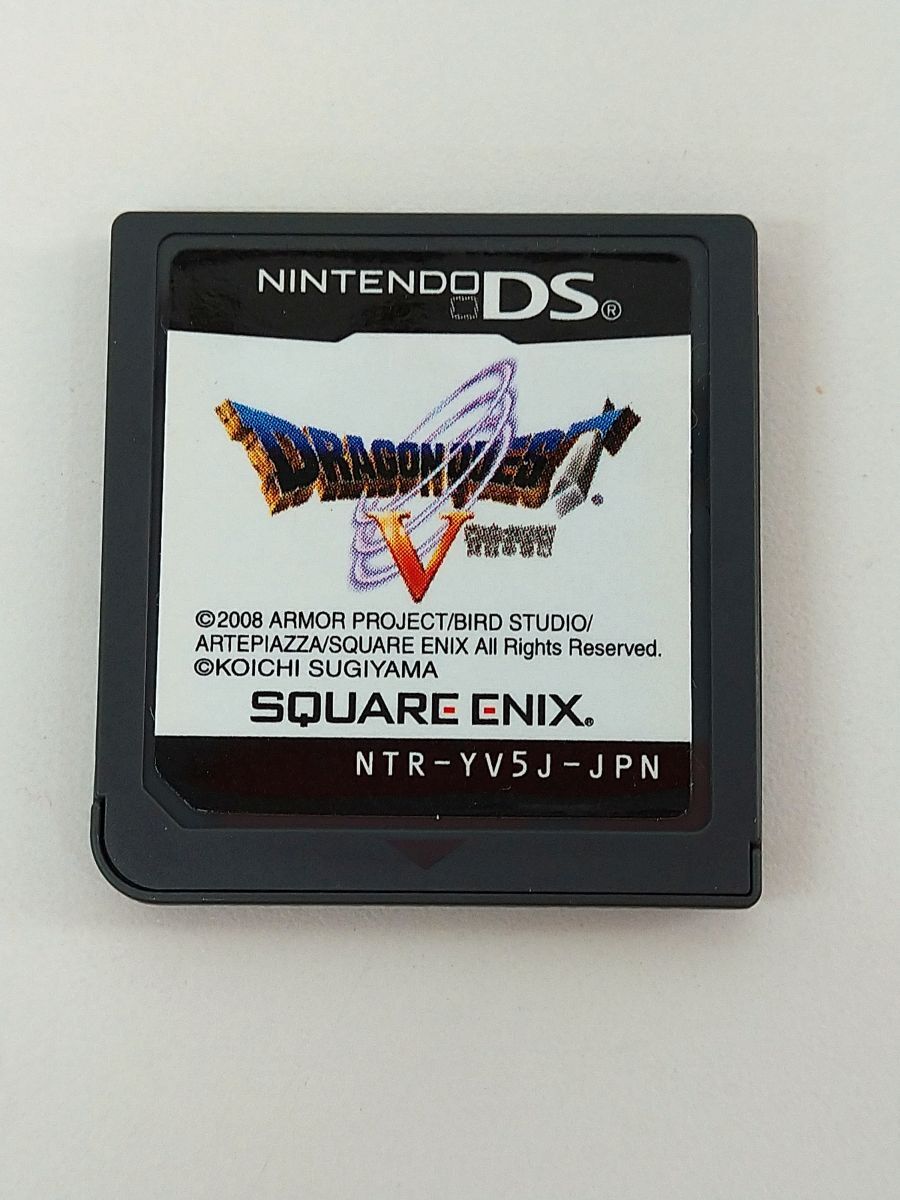 NINTENDO DS®
DRAGON QUEST
V
©2008 ARMOR PROJECT/BIRD STUDIO/
ARTEPIAZZA/SQUARE ENIX All Rights Reserved.
©KOICHI SUGIYAMA
SQUARE ENIX®
NTR-YV5J-JPN